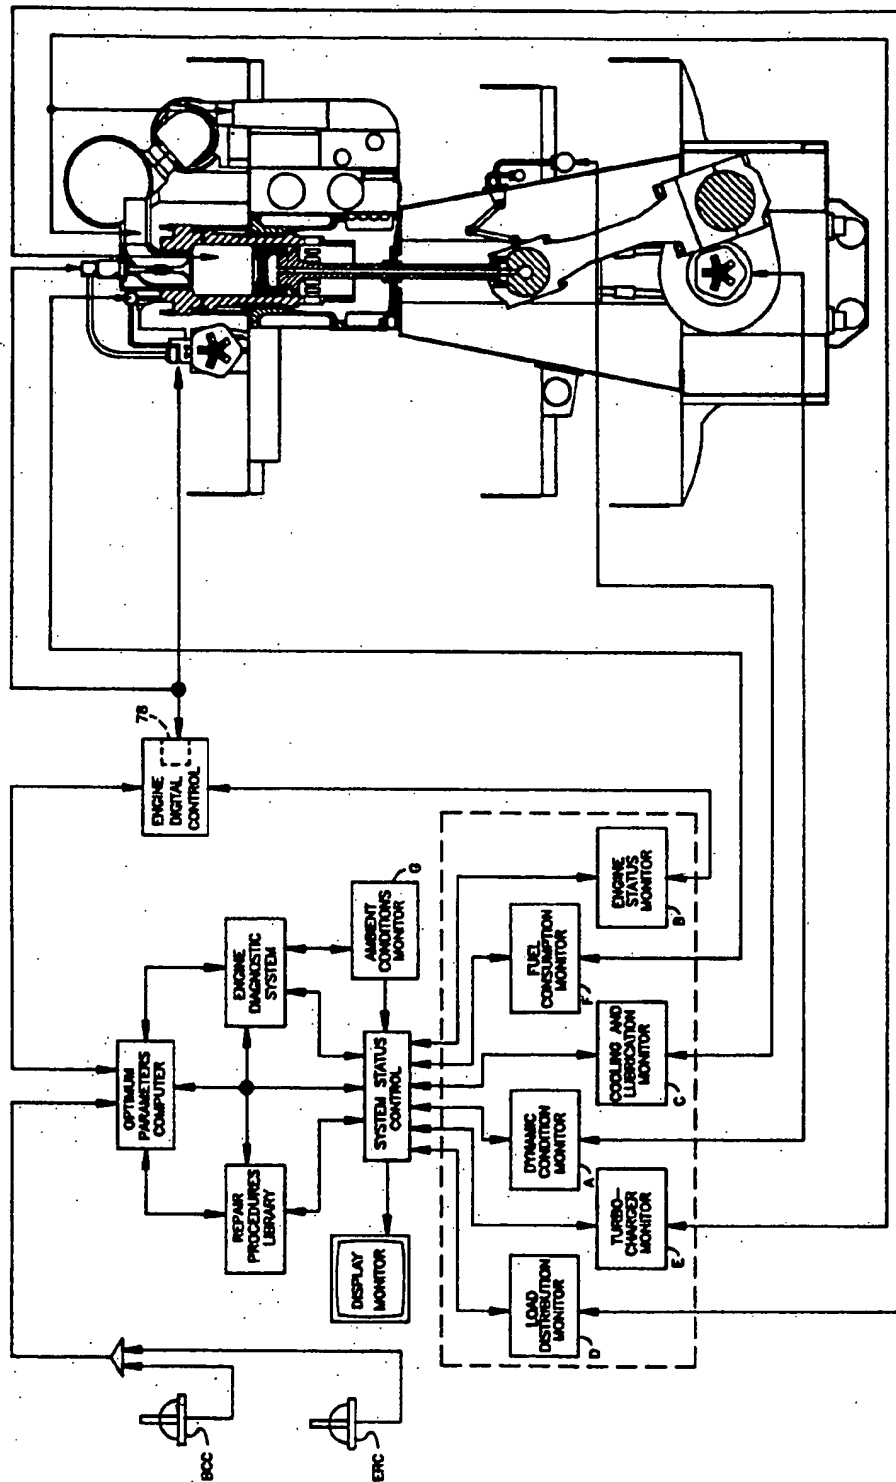 78
ENGINE
DIGITAL
CONTROL
OPTIMUM
PARAMETERS
COMPUTER
ENGINE
DIAGNOSTIC
SYSTEM
AMBIENT
CONDITIONS
MONITOR
G
REPAIR
PROCEDURES
LIBRARY
SYSTEM STATUS
CONTROL
DISPLAY
MONITOR
BCC
ERC
LOAD
DISTRIBUTION
MONITOR
D
TURBO-
CHARGER
MONITOR
E
DYNAMIC
CONDITION
MONITOR
A
COOLING AND
LUBRICATION
MONITOR
C
FUEL
CONSUMPTION
MONITOR
F
ENGINE
STATUS
MONITOR
B